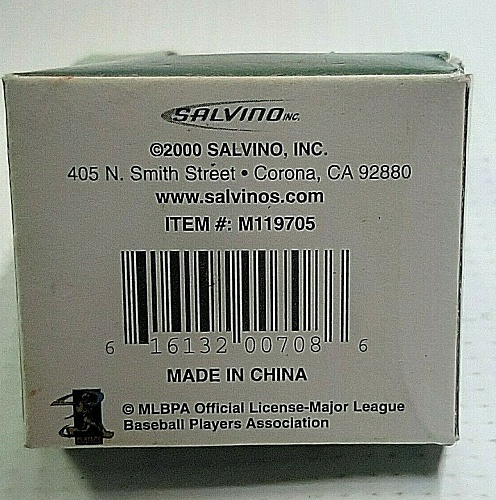 SALVINO INC.
©2000 SALVINO, INC.
405 N. Smith Street • Corona, CA 92880
www.salvinos.com
ITEM #: M119705
6 16132 00708 6
MADE IN CHINA
© MLBPA Official License-Major League
Baseball Players Association